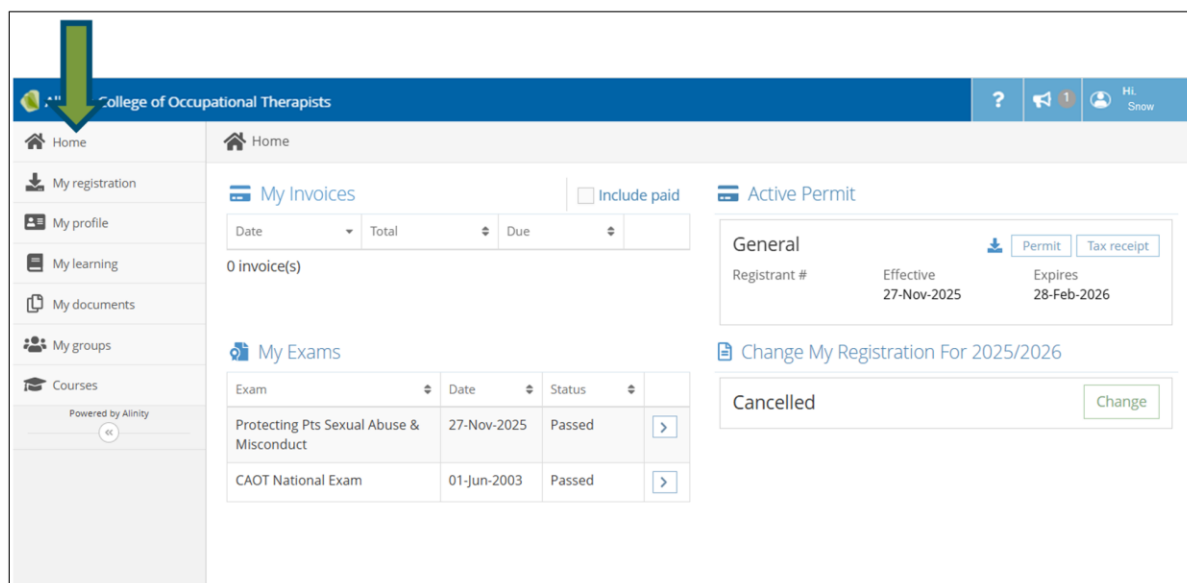 College of Occupational Therapists
?
1
Hi.
Snow
Home
My registration
My profile
My learning
My documents
My groups
Courses
Powered by Alinity
Home
My Invoices
Include paid
Date Total Due
0 invoice(s)
My Exams
Exam Date Status
Protecting Pts Sexual Abuse & 27-Nov-2025 Passed
Misconduct
CAOT National Exam 01-Jun-2003 Passed
Active Permit
General Permit Tax receipt
Registrant # Effective Expires
27-Nov-2025 28-Feb-2026
Change My Registration For 2025/2026
Cancelled Change